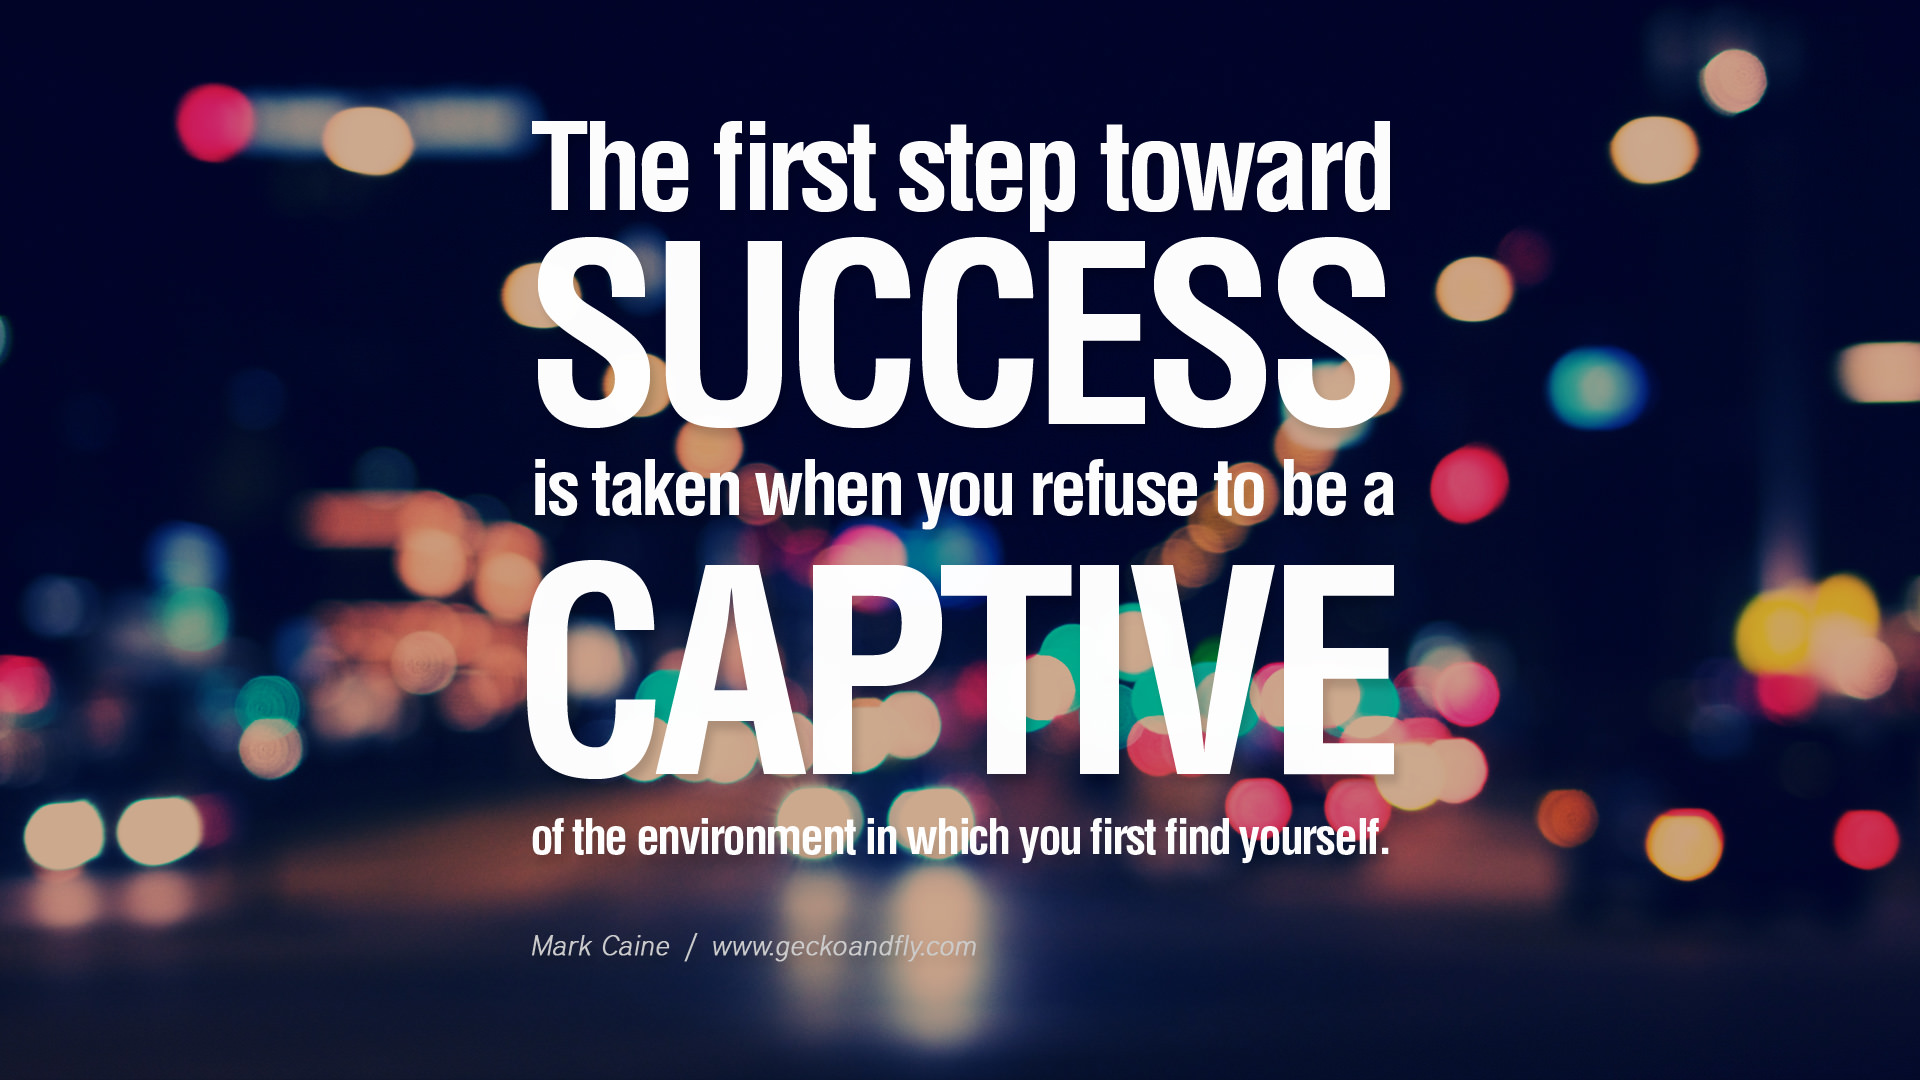 The first step toward
SUCCESS
is taken when you refuse to be a
CAPTIVE
of the environment in which you first find yourself.
Mark Caine / www.geckoandfly.com